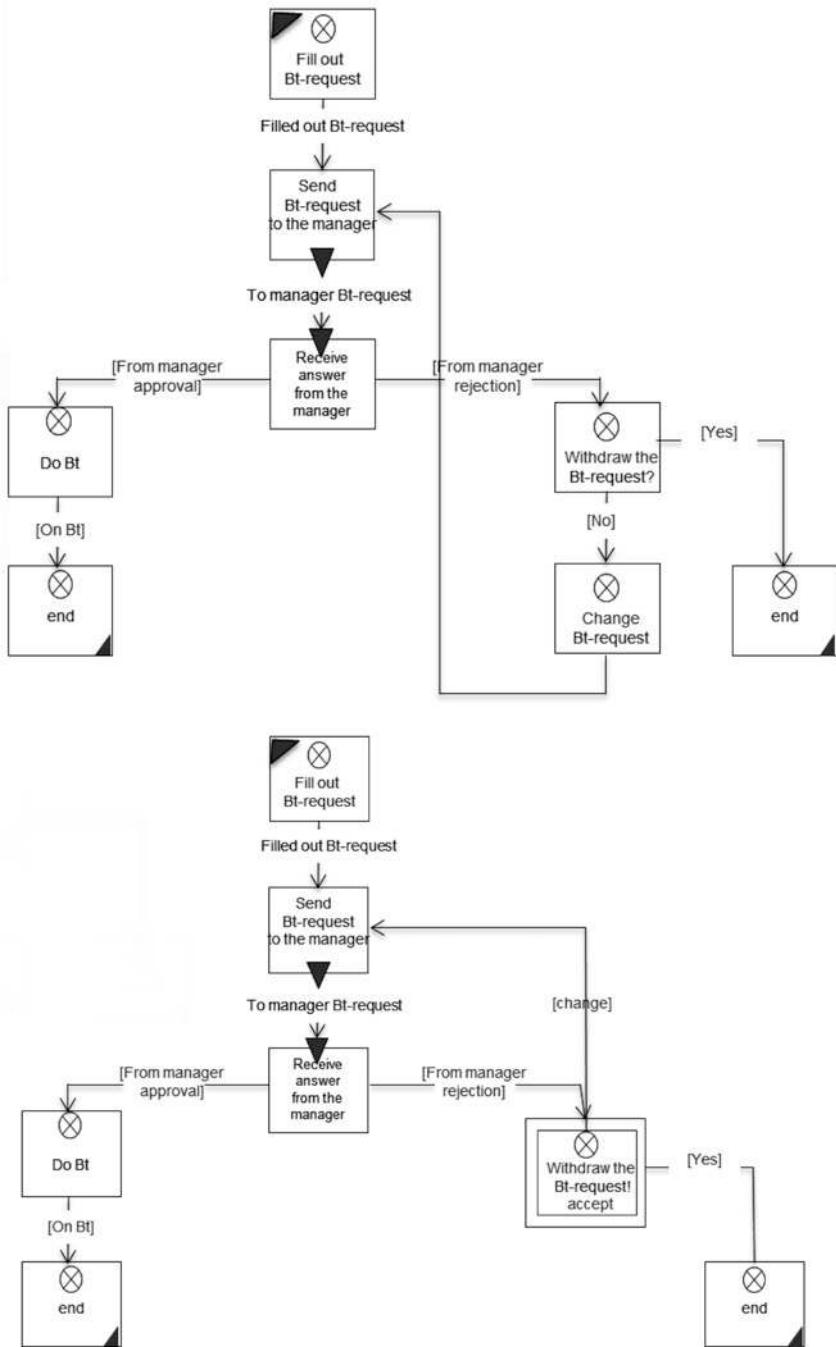 Fill out
Bt-request
Filled out Bt-request
Send
Bt-request
to the manager
To manager Bt-request
[From manager
approval]
Receive
answer
from the
manager
[From manager
rejection]
Do Bt
Withdraw the
Bt-request?
[Yes]
[On Bt]
[No]
end
Change
Bt-request
end
Fill out
Bt-request
Filled out Bt-request
Send
Bt-request
to the manager
To manager Bt-request
[change]
[From manager
approval]
Receive
answer
from the
manager
[From manager
rejection]
Do Bt
Withdraw the
Bt-request!
accept
[Yes]
[On Bt]
end
end